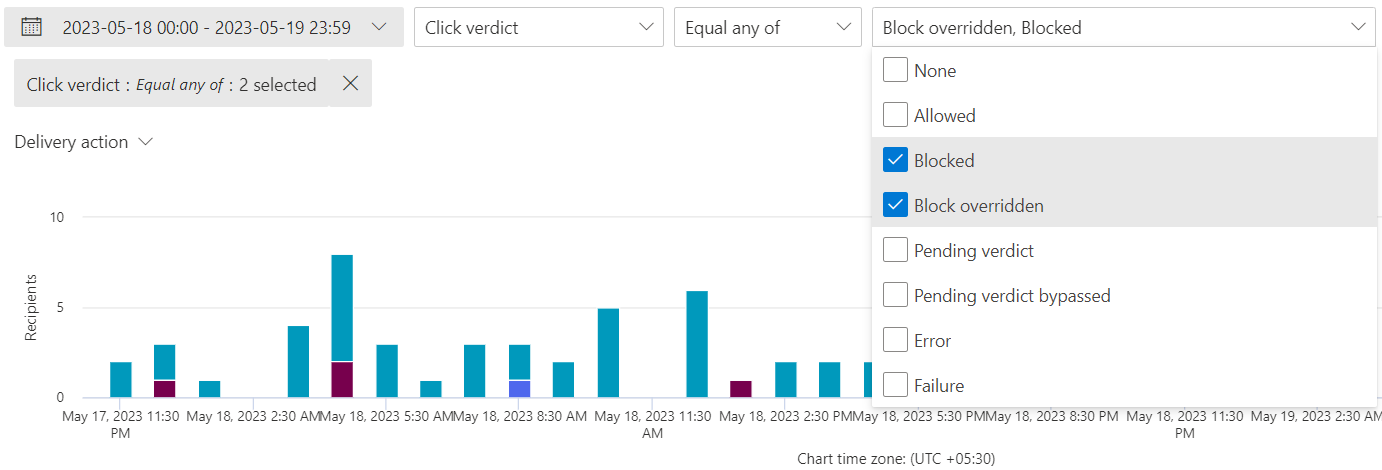 2023-05-18 00:00 - 2023-05-19 23:59
Click verdict
Equal any of
Block overridden, Blocked
Click verdict : Equal any of : 2 selected
None
Allowed
Blocked
Block overridden
Pending verdict
Pending verdict bypassed
Error
Failure
Delivery action
10
5
0
Recipients
May 17, 2023 11:30 PM
May 18, 2023 2:30 AM
May 18, 2023 5:30 AM
May 18, 2023 8:30 AM
May 18, 2023 11:30 AM
May 18, 2023 2:30 PM
May 18, 2023 5:30 PM
May 18, 2023 8:30 PM
May 18, 2023 11:30 PM
May 19, 2023 2:30 AM
Chart time zone: (UTC +05:30)